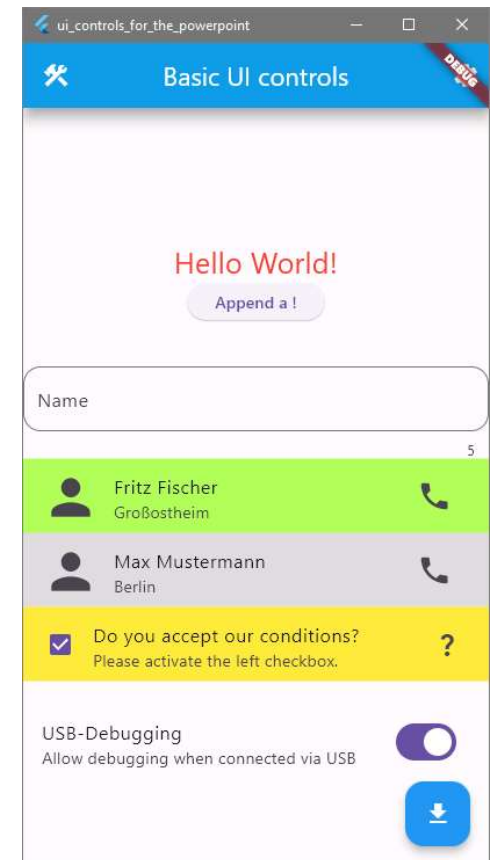 ui_controls_for_the_powerpoint
Basic UI controls
DEBUG
Hello World!
Append a !
Name
5
Fritz Fischer
Großostheim
Max Mustermann
Berlin
Do you accept our conditions?
Please activate the left checkbox.
?
USB-Debugging
Allow debugging when connected via USB